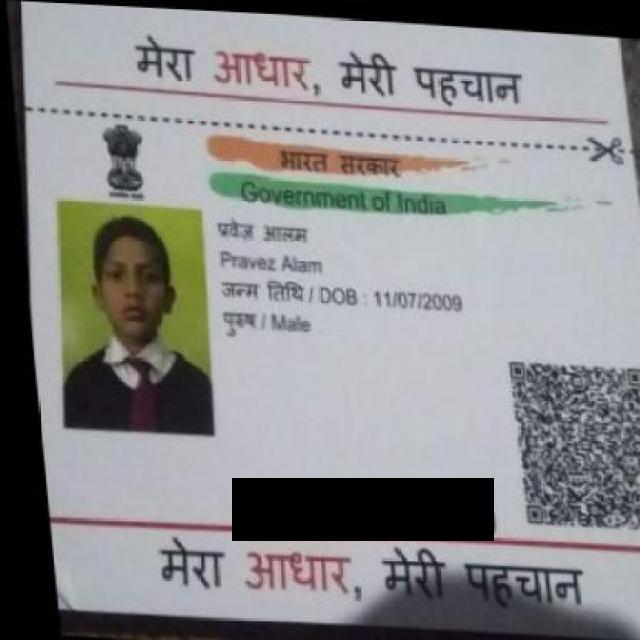 मेरा आधार, मेरी पहचान
भारत सरकार
Government of India
प्रवेज़ आलम
Pravez Alam
जन्म तिथि / DOB : 11/07/2009
पुरुष / Male
मेरा आधार, मेरी पहचान